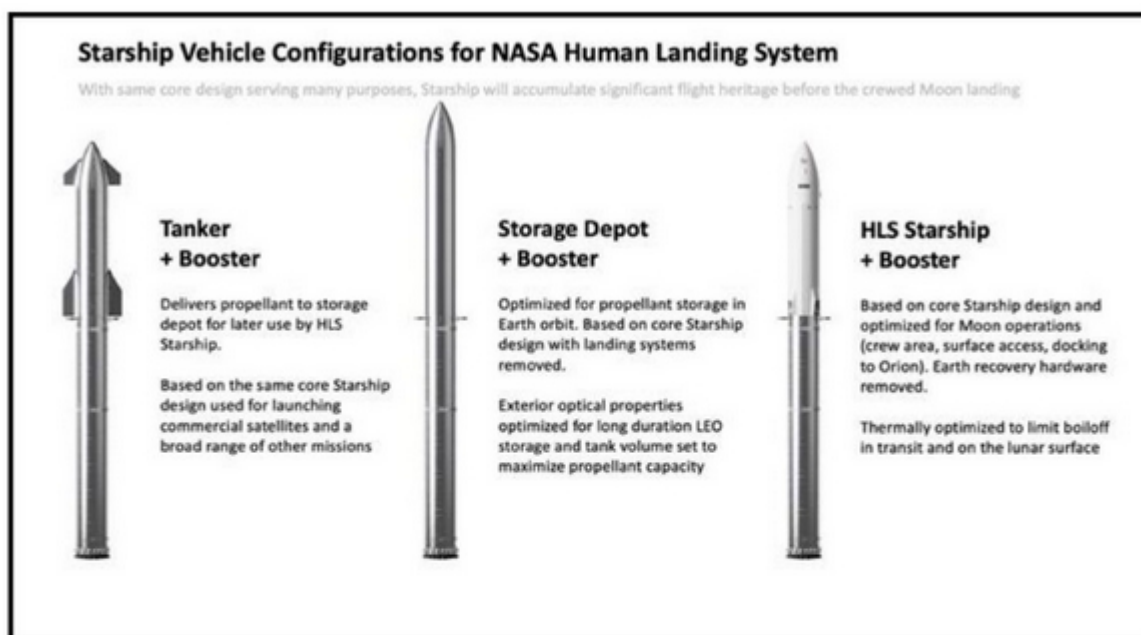 Starship Vehicle Configurations for NASA Human Landing System
With same core design serving many purposes, Starship will accumulate significant flight heritage before the crewed Moon landing
Tanker
+ Booster
Delivers propellant to storage
depot for later use by HLS
Starship.
Based on the same core Starship
design used for launching
commercial satellites and a
broad range of other missions
Storage Depot
+ Booster
Optimized for propellant storage in
Earth orbit. Based on core Starship
design with landing systems
removed.
Exterior optical properties
optimized for long duration LEO
storage and tank volume set to
maximize propellant capacity
HLS Starship
+ Booster
Based on core Starship design and
optimized for Moon operations
(crew area, surface access, docking
to Orion). Earth recovery hardware
removed.
Thermally optimized to limit boiloff
in transit and on the lunar surface